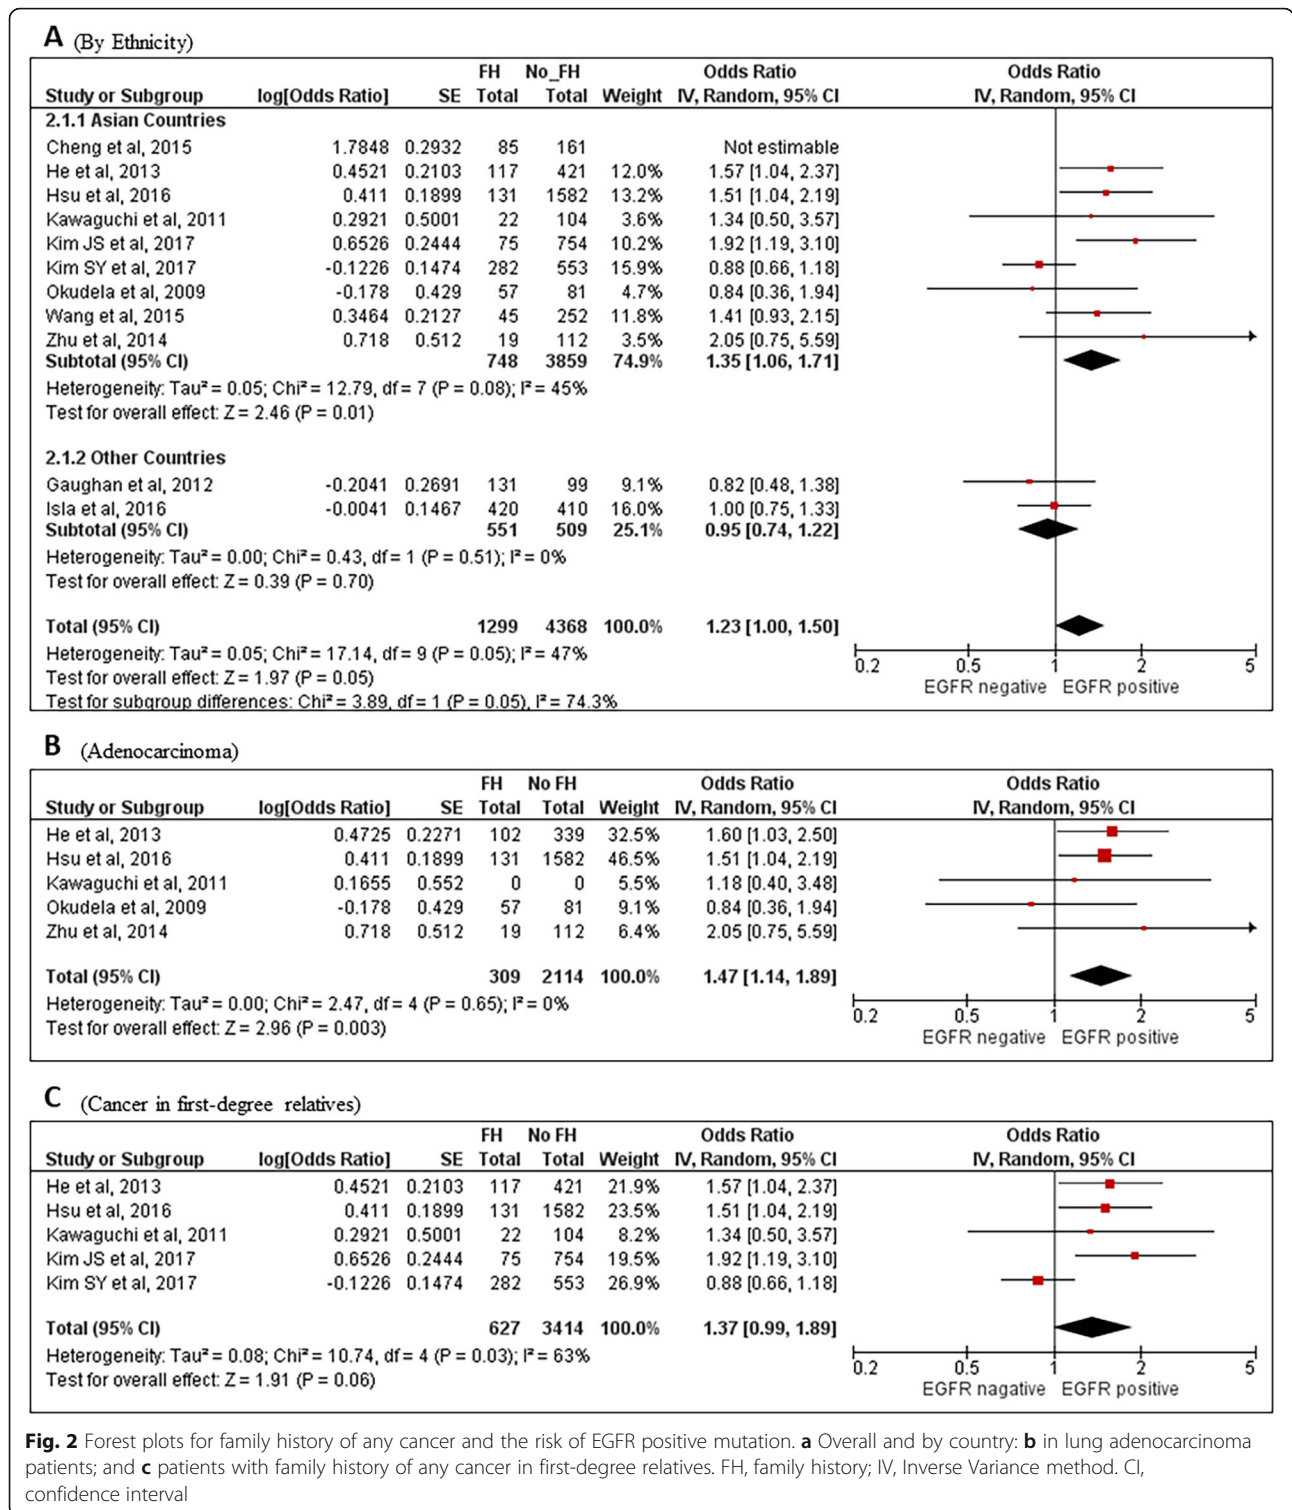 A (By Ethnicity)
FH No_FH Odds Ratio Odds Ratio
Study or Subgroup log[Odds Ratio] SE Total Total Weight IV, Random, 95% CI IV, Random, 95% CI
2.1.1 Asian Countries
Cheng et al, 2015 1.7848 0.2932 85 161 Not estimable
He et al, 2013 0.4521 0.2103 117 421 12.0% 1.57 [1.04, 2.37]
Hsu et al, 2016 0.411 0.1899 131 1582 13.2% 1.51 [1.04, 2.19]
Kawaguchi et al, 2011 0.2921 0.5001 22 104 3.6% 1.34 [0.50, 3.57]
Kim JS et al, 2017 0.6526 0.2444 75 754 10.2% 1.92 [1.19, 3.10]
Kim SY et al, 2017 -0.1226 0.1474 282 553 15.9% 0.88 [0.66, 1.18]
Okudela et al, 2009 -0.178 0.429 57 81 4.7% 0.84 [0.36, 1.94]
Wang et al, 2015 0.3464 0.2127 45 252 11.8% 1.41 [0.93, 2.15]
Zhu et al, 2014 0.718 0.512 19 112 3.5% 2.05 [0.75, 5.59]
Subtotal (95% CI) 748 3859 74.9% 1.35 [1.06, 1.71]
Heterogeneity: Tau² = 0.05; Chi² = 12.79, df = 7 (P = 0.08); I² = 45%
Test for overall effect: Z = 2.46 (P = 0.01)
2.1.2 Other Countries
Gaughan et al, 2012 -0.2041 0.2691 131 99 9.1% 0.82 [0.48, 1.38]
Isla et al, 2016 -0.0041 0.1467 420 410 16.0% 1.00 [0.75, 1.33]
Subtotal (95% CI) 551 509 25.1% 0.95 [0.74, 1.22]
Heterogeneity: Tau² = 0.00; Chi² = 0.43, df = 1 (P = 0.51); I² = 0%
Test for overall effect: Z = 0.39 (P = 0.70)
Total (95% CI) 1299 4368 100.0% 1.23 [1.00, 1.50]
Heterogeneity: Tau² = 0.05; Chi² = 17.14, df = 9 (P = 0.05); I² = 47%
Test for overall effect: Z = 1.97 (P = 0.05)
Test for subgroup differences: Chi² = 3.89, df = 1 (P = 0.05), I² = 74.3%
0.2 0.5 1 2 5
EGFR negative EGFR positive
B (Adenocarcinoma)
FH No FH Odds Ratio Odds Ratio
Study or Subgroup log[Odds Ratio] SE Total Total Weight IV, Random, 95% CI IV, Random, 95% CI
He et al, 2013 0.4725 0.2271 102 339 32.5% 1.60 [1.03, 2.50]
Hsu et al, 2016 0.411 0.1899 131 1582 46.5% 1.51 [1.04, 2.19]
Kawaguchi et al, 2011 0.1655 0.552 0 0 5.5% 1.18 [0.40, 3.48]
Okudela et al, 2009 -0.178 0.429 57 81 9.1% 0.84 [0.36, 1.94]
Zhu et al, 2014 0.718 0.512 19 112 6.4% 2.05 [0.75, 5.59]
Total (95% CI) 309 2114 100.0% 1.47 [1.14, 1.89]
Heterogeneity: Tau² = 0.00; Chi² = 2.47, df = 4 (P = 0.65); I² = 0%
Test for overall effect: Z = 2.96 (P = 0.003)
0.2 0.5 1 2 5
EGFR negative EGFR positive
C (Cancer in first-degree relatives)
FH No FH Odds Ratio Odds Ratio
Study or Subgroup log[Odds Ratio] SE Total Total Weight IV, Random, 95% CI IV, Random, 95% CI
He et al, 2013 0.4521 0.2103 117 421 21.9% 1.57 [1.04, 2.37]
Hsu et al, 2016 0.411 0.1899 131 1582 23.5% 1.51 [1.04, 2.19]
Kawaguchi et al, 2011 0.2921 0.5001 22 104 8.2% 1.34 [0.50, 3.57]
Kim JS et al, 2017 0.6526 0.2444 75 754 19.5% 1.92 [1.19, 3.10]
Kim SY et al, 2017 -0.1226 0.1474 282 553 26.9% 0.88 [0.66, 1.18]
Total (95% CI) 627 3414 100.0% 1.37 [0.99, 1.89]
Heterogeneity: Tau² = 0.08; Chi² = 10.74, df = 4 (P = 0.03); I² = 63%
Test for overall effect: Z = 1.91 (P = 0.06)
0.2 0.5 1 2 5
EGFR nagative EGFR positive
Fig. 2 Forest plots for family history of any cancer and the risk of EGFR positive mutation. a Overall and by country: b in lung adenocarcinoma
patients; and c patients with family history of any cancer in first-degree relatives. FH, family history; IV, Inverse Variance method. CI,
confidence interval